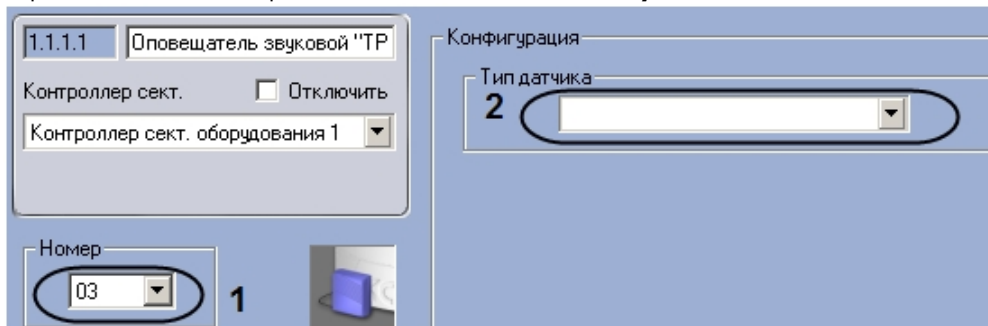 1.1.1.1 Оповещатель звуковой "ТР
Контроллер сект. Отключить
Контроллер сект. оборудования 1
Номер
03
1
Конфигурация
Тип датчика
2